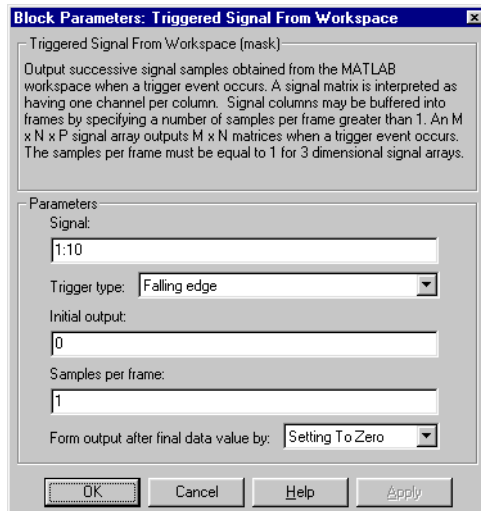 Block Parameters: Triggered Signal From Workspace
Triggered Signal From Workspace (mask)
Output successive signal samples obtained from the MATLAB
workspace when a trigger event occurs. A signal matrix is interpreted as
having one channel per column.  Signal columns may be buffered into
frames by specifying a number of samples per frame greater than 1. An M
x N x P signal array outputs M x N matrices when a trigger event occurs.
The samples per frame must be equal to 1 for 3 dimensional signal arrays.
Parameters
Signal:
1:10
Trigger type: Falling edge
Initial output:
0
Samples per frame:
1
Form output after final data value by: Setting To Zero
OK Cancel Help Apply